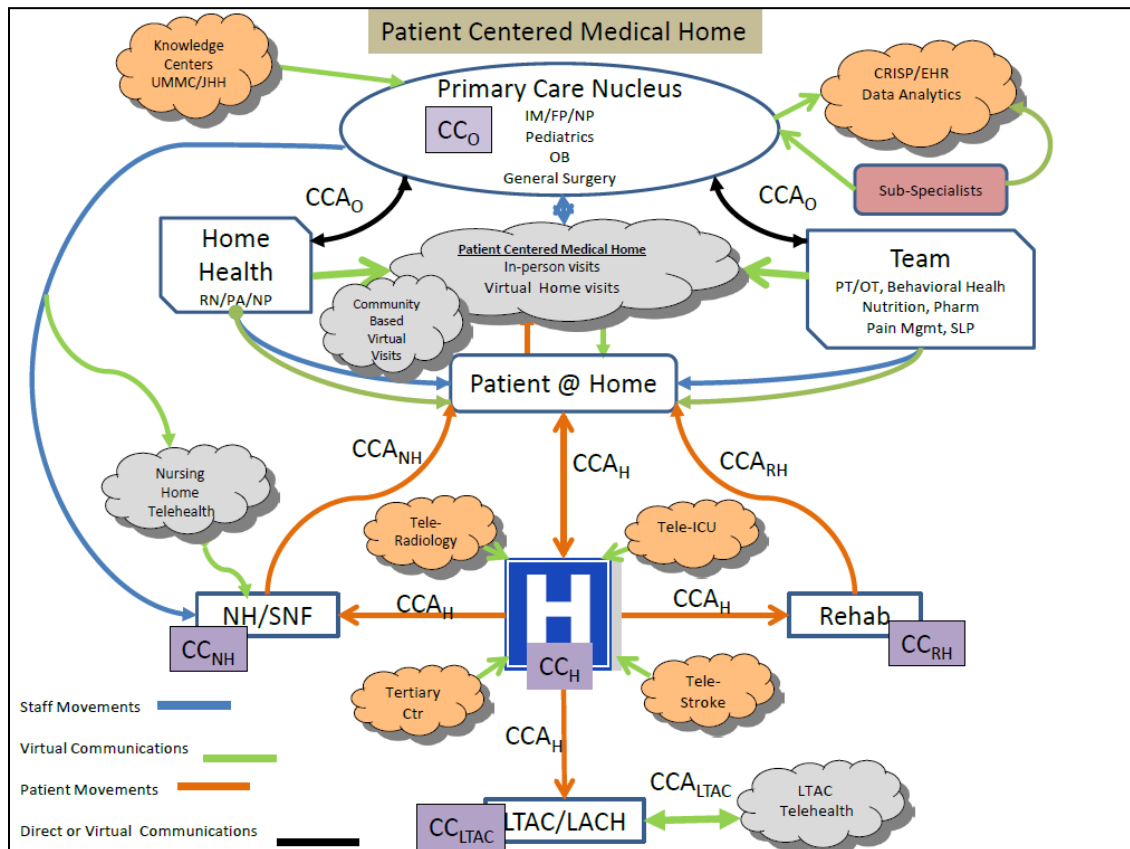 Patient Centered Medical Home
Knowledge
Centers
UMMC/JHH
CRISP/EHR
Data Analytics
Primary Care Nucleus
IM/FP/NP
Pediatrics
OB
General Surgery
CCO
Sub-Specialists
CCAO
CCAO
Home
Health
RN/PA/NP
Patient Centered Medical Home
In-person visits
Virtual Home visits
Community
Based
Virtual
Visits
Team
PT/OT, Behavioral Healh
Nutrition, Pharm
Pain Mgmt, SLP
Patient @ Home
CCANH
CCAH
CCARH
Nursing
Home
Telehealth
Tele-
Radiology
Tele-ICU
NH/SNF
CCNH
CCAH
H
CCH
CCAH
Rehab
CCRH
Tertiary
Ctr
Tele-
Stroke
CCAH
CCALTAC
LTAC
Telehealth
CCLTAC
LTAC/LACH
Staff Movements
Virtual Communications
Patient Movements
Direct or Virtual Communications